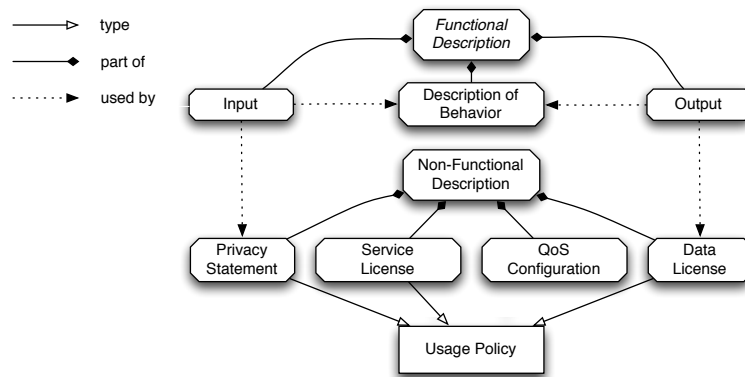 type
part of
used by
Functional
Description
Input
Description of
Behavior
Output
Non-Functional
Description
Privacy
Statement
Service
License
QoS
Configuration
Data
License
Usage Policy